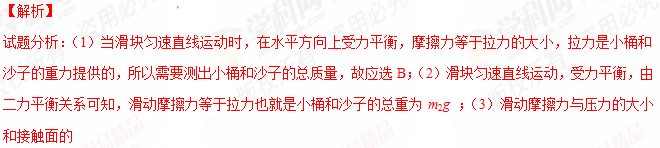 【解析】
试题分析：（1）当滑块匀速直线运动时，在水平方向上受力平衡，摩擦力等于拉力的大小，拉力是小桶和
沙子的重力提供的，所以需要测出小桶和沙子的总质量，故应选 B；（2）滑块匀速直线运动，受力平衡，由
二力平衡关系可知，滑动摩擦力等于拉力也就是小桶和沙子的总重为 m₂g ；（3）滑动摩擦力与压力的大小
和接触面的